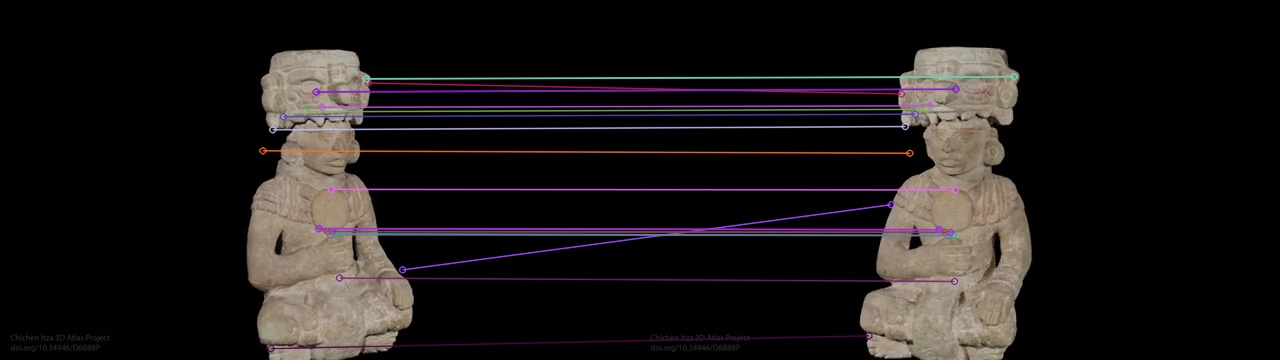 Chichen Itza 3D Atlas Project
doi.org/10.34946/D6B88P
Chichen Itza 3D Atlas Project
doi.org/10.34946/D6B88P